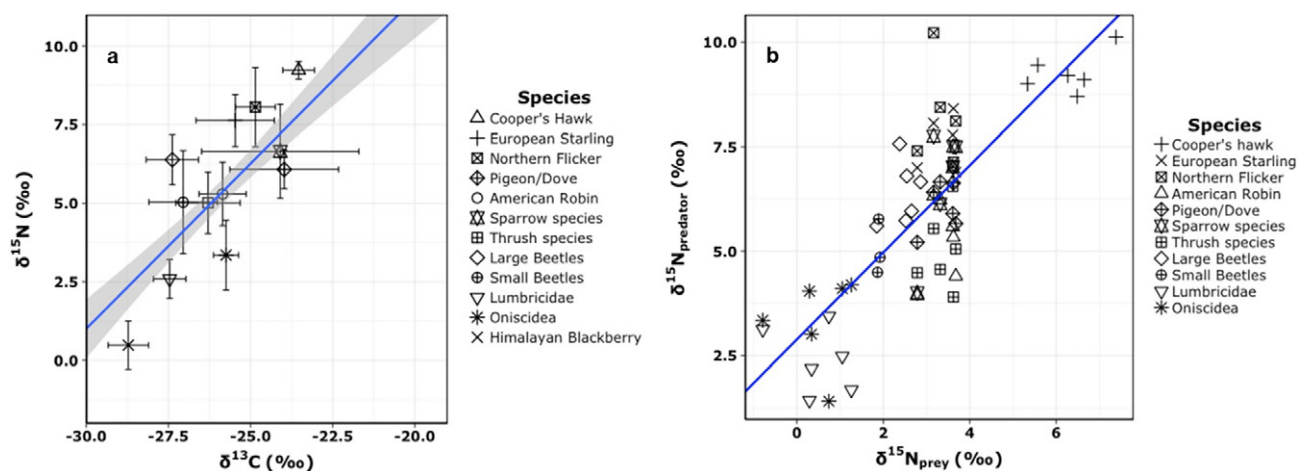 a
δ¹⁵N (‰)
10.0
7.5
5.0
2.5
0.0
-30.0 -27.5 -25.0 -22.5 -20.0
δ¹³C (‰)
Species
Cooper's Hawk
European Starling
Northern Flicker
Pigeon/Dove
American Robin
Sparrow species
Thrush species
Large Beetles
Small Beetles
Lumbricidae
Oniscidea
Himalayan Blackberry
b
δ¹⁵Npredator (‰)
10.0
7.5
5.0
2.5
0 2 4 6
δ¹⁵Nprey (‰)
Species
Cooper's hawk
European Starling
Northern Flicker
American Robin
Pigeon/Dove
Sparrow species
Thrush species
Large Beetles
Small Beetles
Lumbricidae
Oniscidea